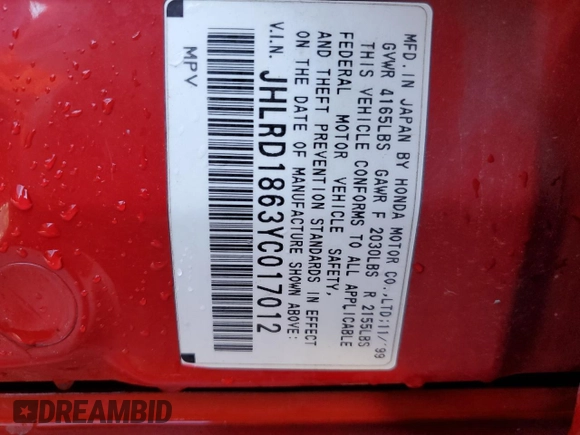 MFD. IN JAPAN BY HONDA MOTOR CO.,LTD;11/'99
GVWR 4165LBS GAWR F 2030LBS R 2155LBS
THIS VEHICLE CONFORMS TO ALL APPLICABLE
FEDERAL MOTOR VEHICLE SAFETY,
AND THEFT PREVENTION STANDARDS IN EFFECT
ON THE DATE OF MANUFACTURE SHOWN ABOVE:
V.I.N. JHLRD1863YC017012
MPV
DREAMBID